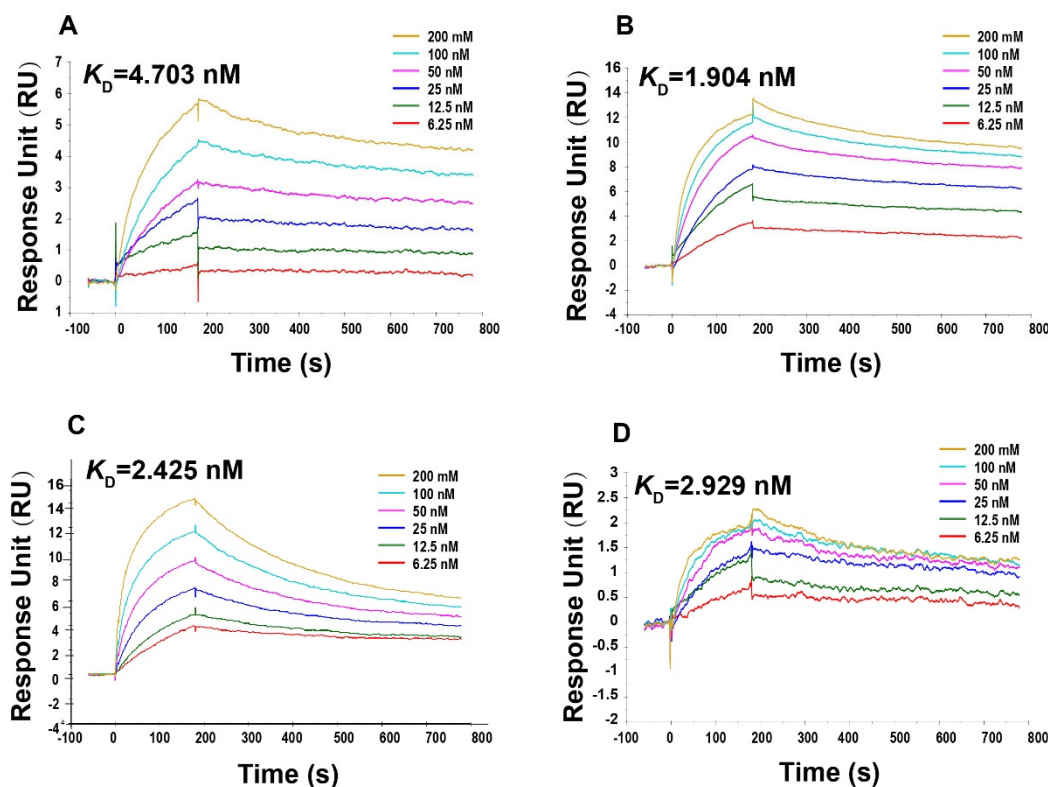 A
K_D=4.703 nM
200 mM
100 nM
50 nM
25 nM
12.5 nM
6.25 nM
Response Unit (RU)
7
6
5
4
3
2
1
0
1
-100 0 100 200 300 400 500 600 700 800
Time (s)
B
K_D=1.904 nM
200 mM
100 nM
50 nM
25 nM
12.5 nM
6.25 nM
Response Unit (RU)
16
14
12
10
8
6
4
2
0
-2
-4
-100 0 100 200 300 400 500 600 700 800
Time (s)
C
K_D=2.425 nM
200 mM
100 nM
50 nM
25 nM
12.5 nM
6.25 nM
Response Unit (RU)
16
14
12
10
8
6
4
2
0
-2
-4
-100 0 100 200 300 400 500 600 700 800
Time (s)
D
K_D=2.929 nM
200 mM
100 nM
50 nM
25 nM
12.5 nM
6.25 nM
Response Unit (RU)
3
2.5
2
1.5
1
0.5
0
-0.5
-1
-1.5
-2
-100 0 100 200 300 400 500 600 700 800
Time (s)